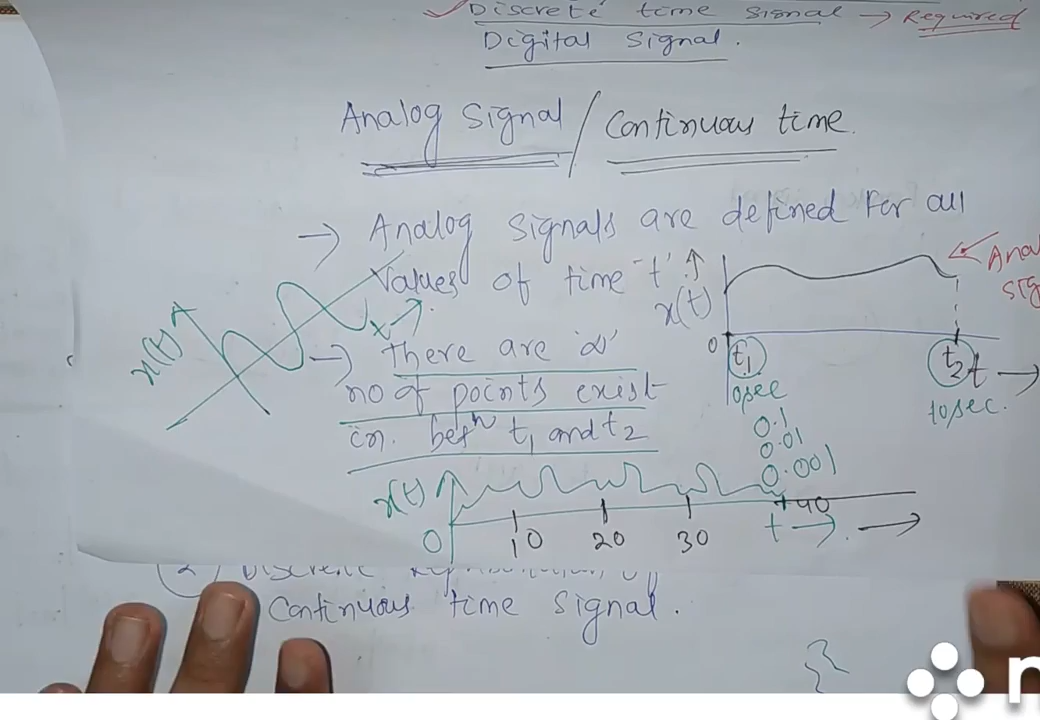 Discrete time signal → Required
Digital Signal.
Analog Signal / Continuous time.
→ Analog Signals are defined For all
Values of time 't'.
x(t)
Ana
sig
0
t1
t2
t →
0sec
10sec.
0.1
0.01
0.001
x(t)
t →
→ There are ∞
no of points exist
in. betⁿ t1 and t2
x(t)
0
10
20
30
40
t → . →
Continuous time signal.